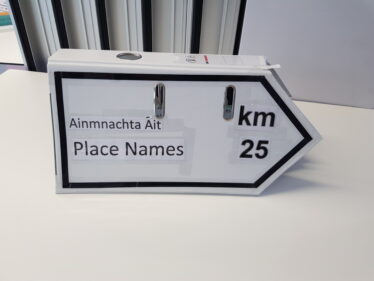 Ainmnachta Áit
km
Place Names
25